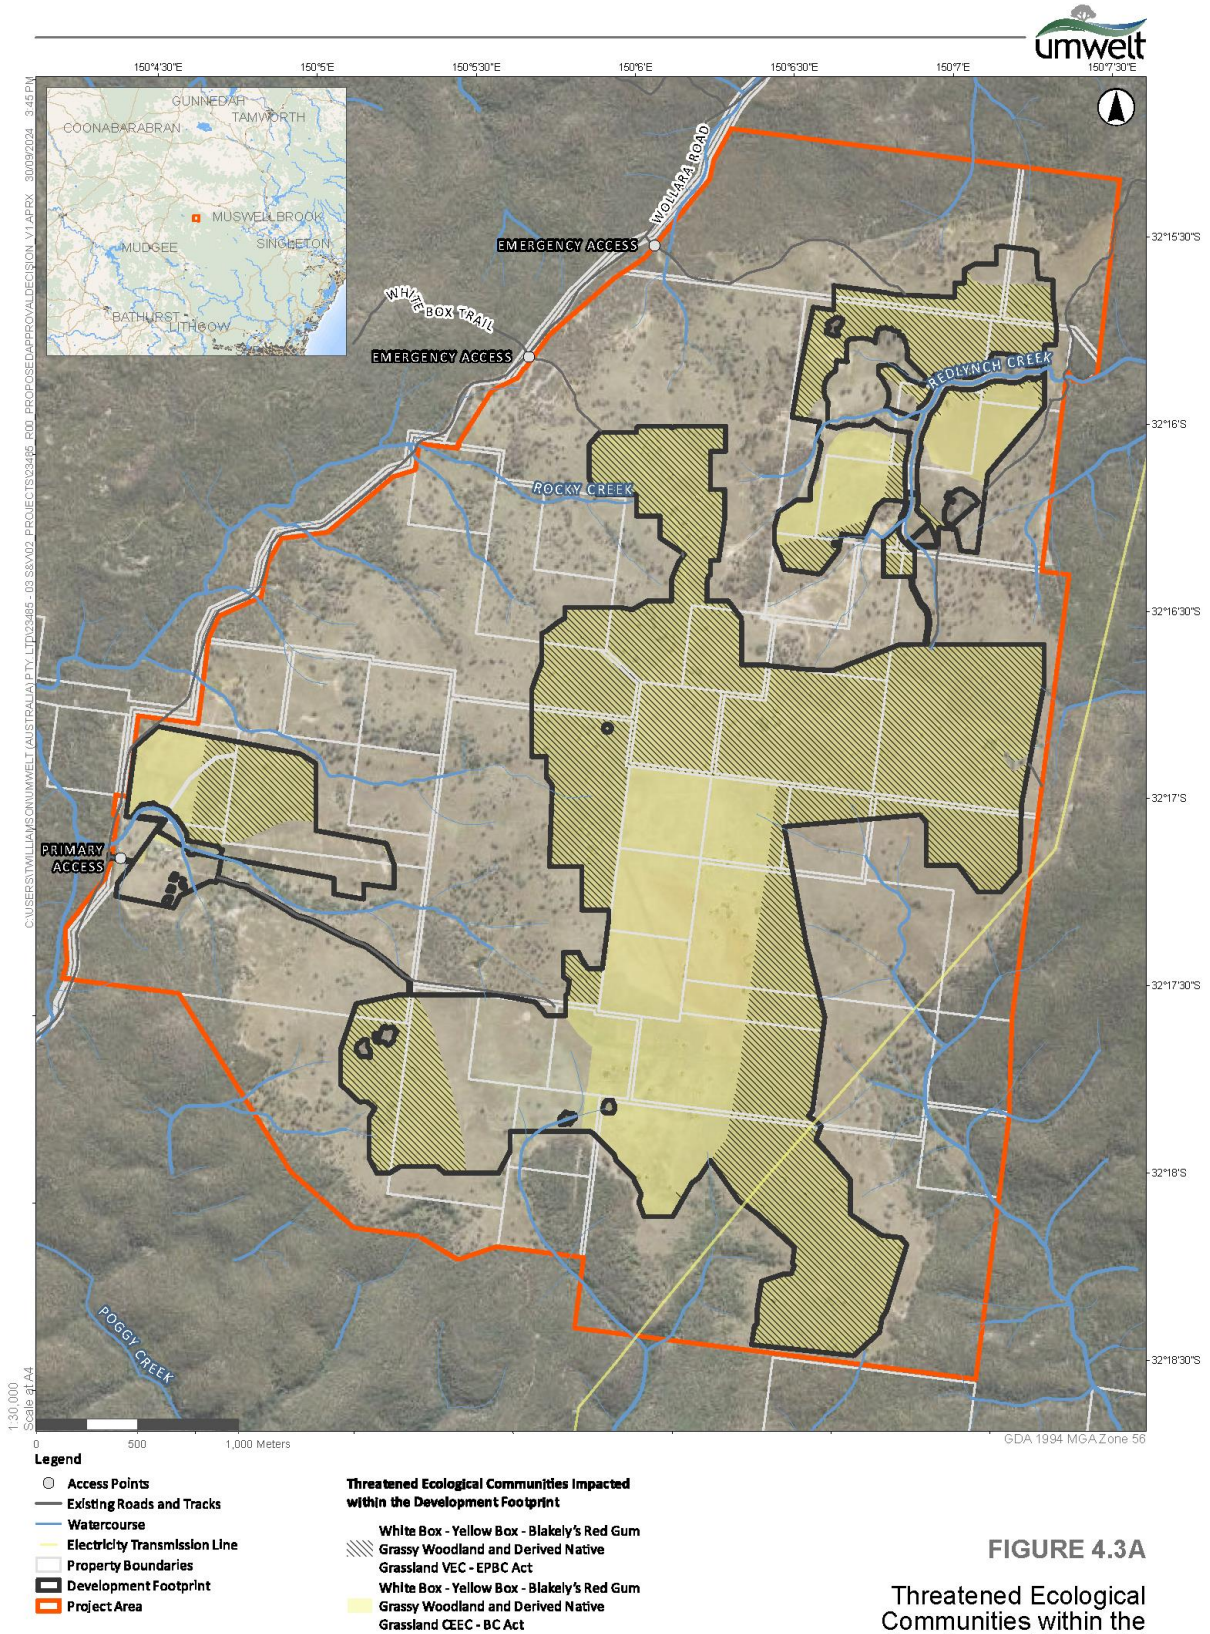 umwelt
150°4'30"E
150°5'E
150°5'30"E
150°6'E
150°6'30"E
150°7'E
150°7'30"E
GUNNEDAH
TAMWORTH
COONABARABRAN
MUSWELLBROOK
MUDGEE
SINGLETON
BATHURST
LITHGOW
WOLLARA ROAD
EMERGENCY ACCESS
WHITE BOX TRAIL
EMERGENCY ACCESS
REDLYNCH CREEK
ROCKY CREEK
PRIMARY
ACCESS
POGGY CREEK
32°15'30"S
32°16'S
32°16'30"S
32°17'S
32°17'30"S
32°18'S
32°18'30"S
1:30,000
Scale at A4
0 500 1,000 Meters
GDA 1994 MGA Zone 56
Legend
Access Points
Existing Roads and Tracks
Watercourse
Electricity Transmission Line
Property Boundaries
Development Footprint
Project Area
Threatened Ecological Communities Impacted
within the Development Footprint
White Box - Yellow Box - Blakely's Red Gum
Grassy Woodland and Derived Native
Grassland VEC - EPBC Act
White Box - Yellow Box - Blakely's Red Gum
Grassy Woodland and Derived Native
Grassland CEEC - BC Act
FIGURE 4.3A
Threatened Ecological
Communities within the